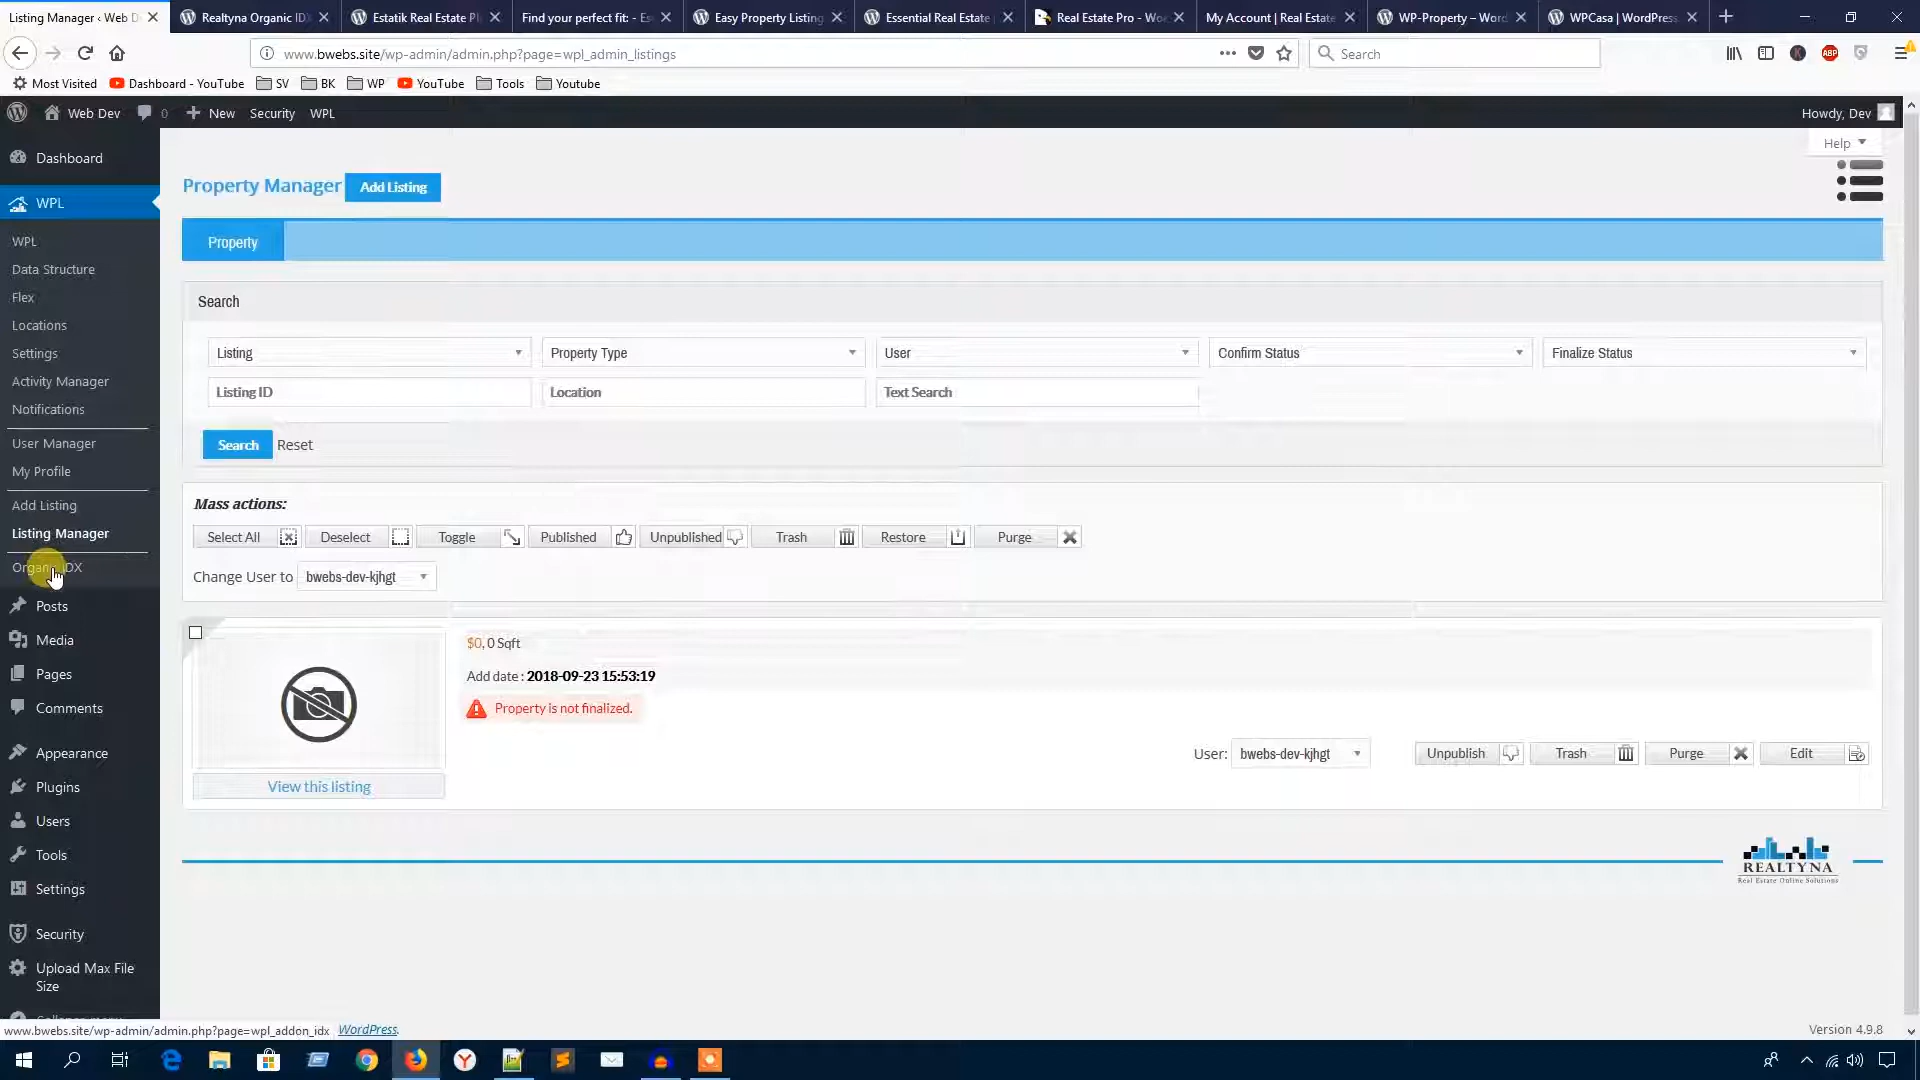 Listing Manager ‹ Web D
Realtyna Organic IDX
Estatik Real Estate Pl
Find your perfect fit: - Es
Easy Property Listing
Essential Real Estate
Real Estate Pro - Wo
My Account | Real Estate
WP-Property – Word
WPCasa | WordPress
www.bwebs.site/wp-admin/admin.php?page=wpl_admin_listings
Search
Most Visited
Dashboard - YouTube
SV
BK
WP
YouTube
Tools
Youtube
Web Dev
0
New
Security
WPL
Howdy, Dev
Help
Dashboard
WPL
WPL
Data Structure
Flex
Locations
Settings
Activity Manager
Notifications
User Manager
My Profile
Add Listing
Listing Manager
Organic IDX
Posts
Media
Pages
Comments
Appearance
Plugins
Users
Tools
Settings
Security
Upload Max File
Size
Property Manager
Add Listing
Property
Search
Listing
Property Type
User
Confirm Status
Finalize Status
Listing ID
Location
Text Search
Search
Reset
Mass actions:
Select All
Deselect
Toggle
Published
Unpublished
Trash
Restore
Purge
Change User to
bwebs-dev-kjhgt
$0, 0 Sqft
Add date : 2018-09-23 15:53:19
Property is not finalized.
User:
bwebs-dev-kjhgt
Unpublish
Trash
Purge
Edit
View this listing
REALTYNA
Real Estate Online Solutions
www.bwebs.site/wp-admin/admin.php?page=wpl_addon_idx
WordPress.
Version 4.9.8